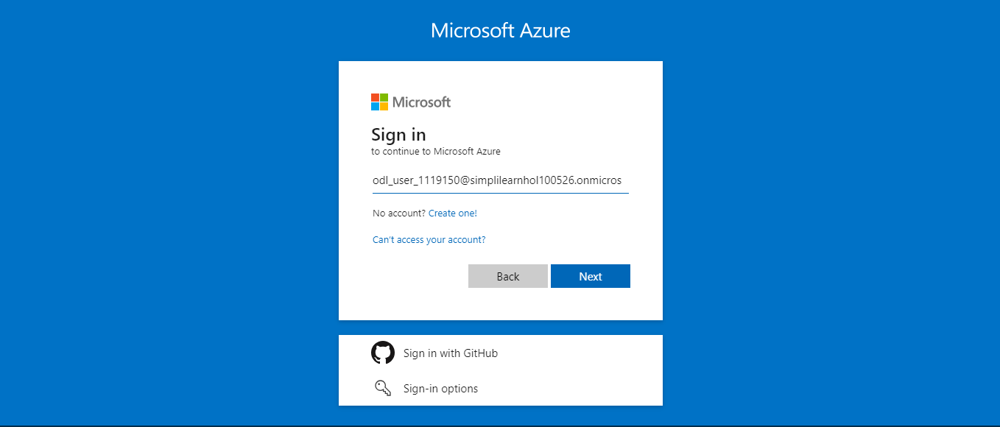 Microsoft Azure
Microsoft
Sign in
to continue to Microsoft Azure
odl_user_1119150@simplilearnhol100526.onmicros
No account? Create one!
Can't access your account?
Back
Next
Sign in with GitHub
Sign-in options